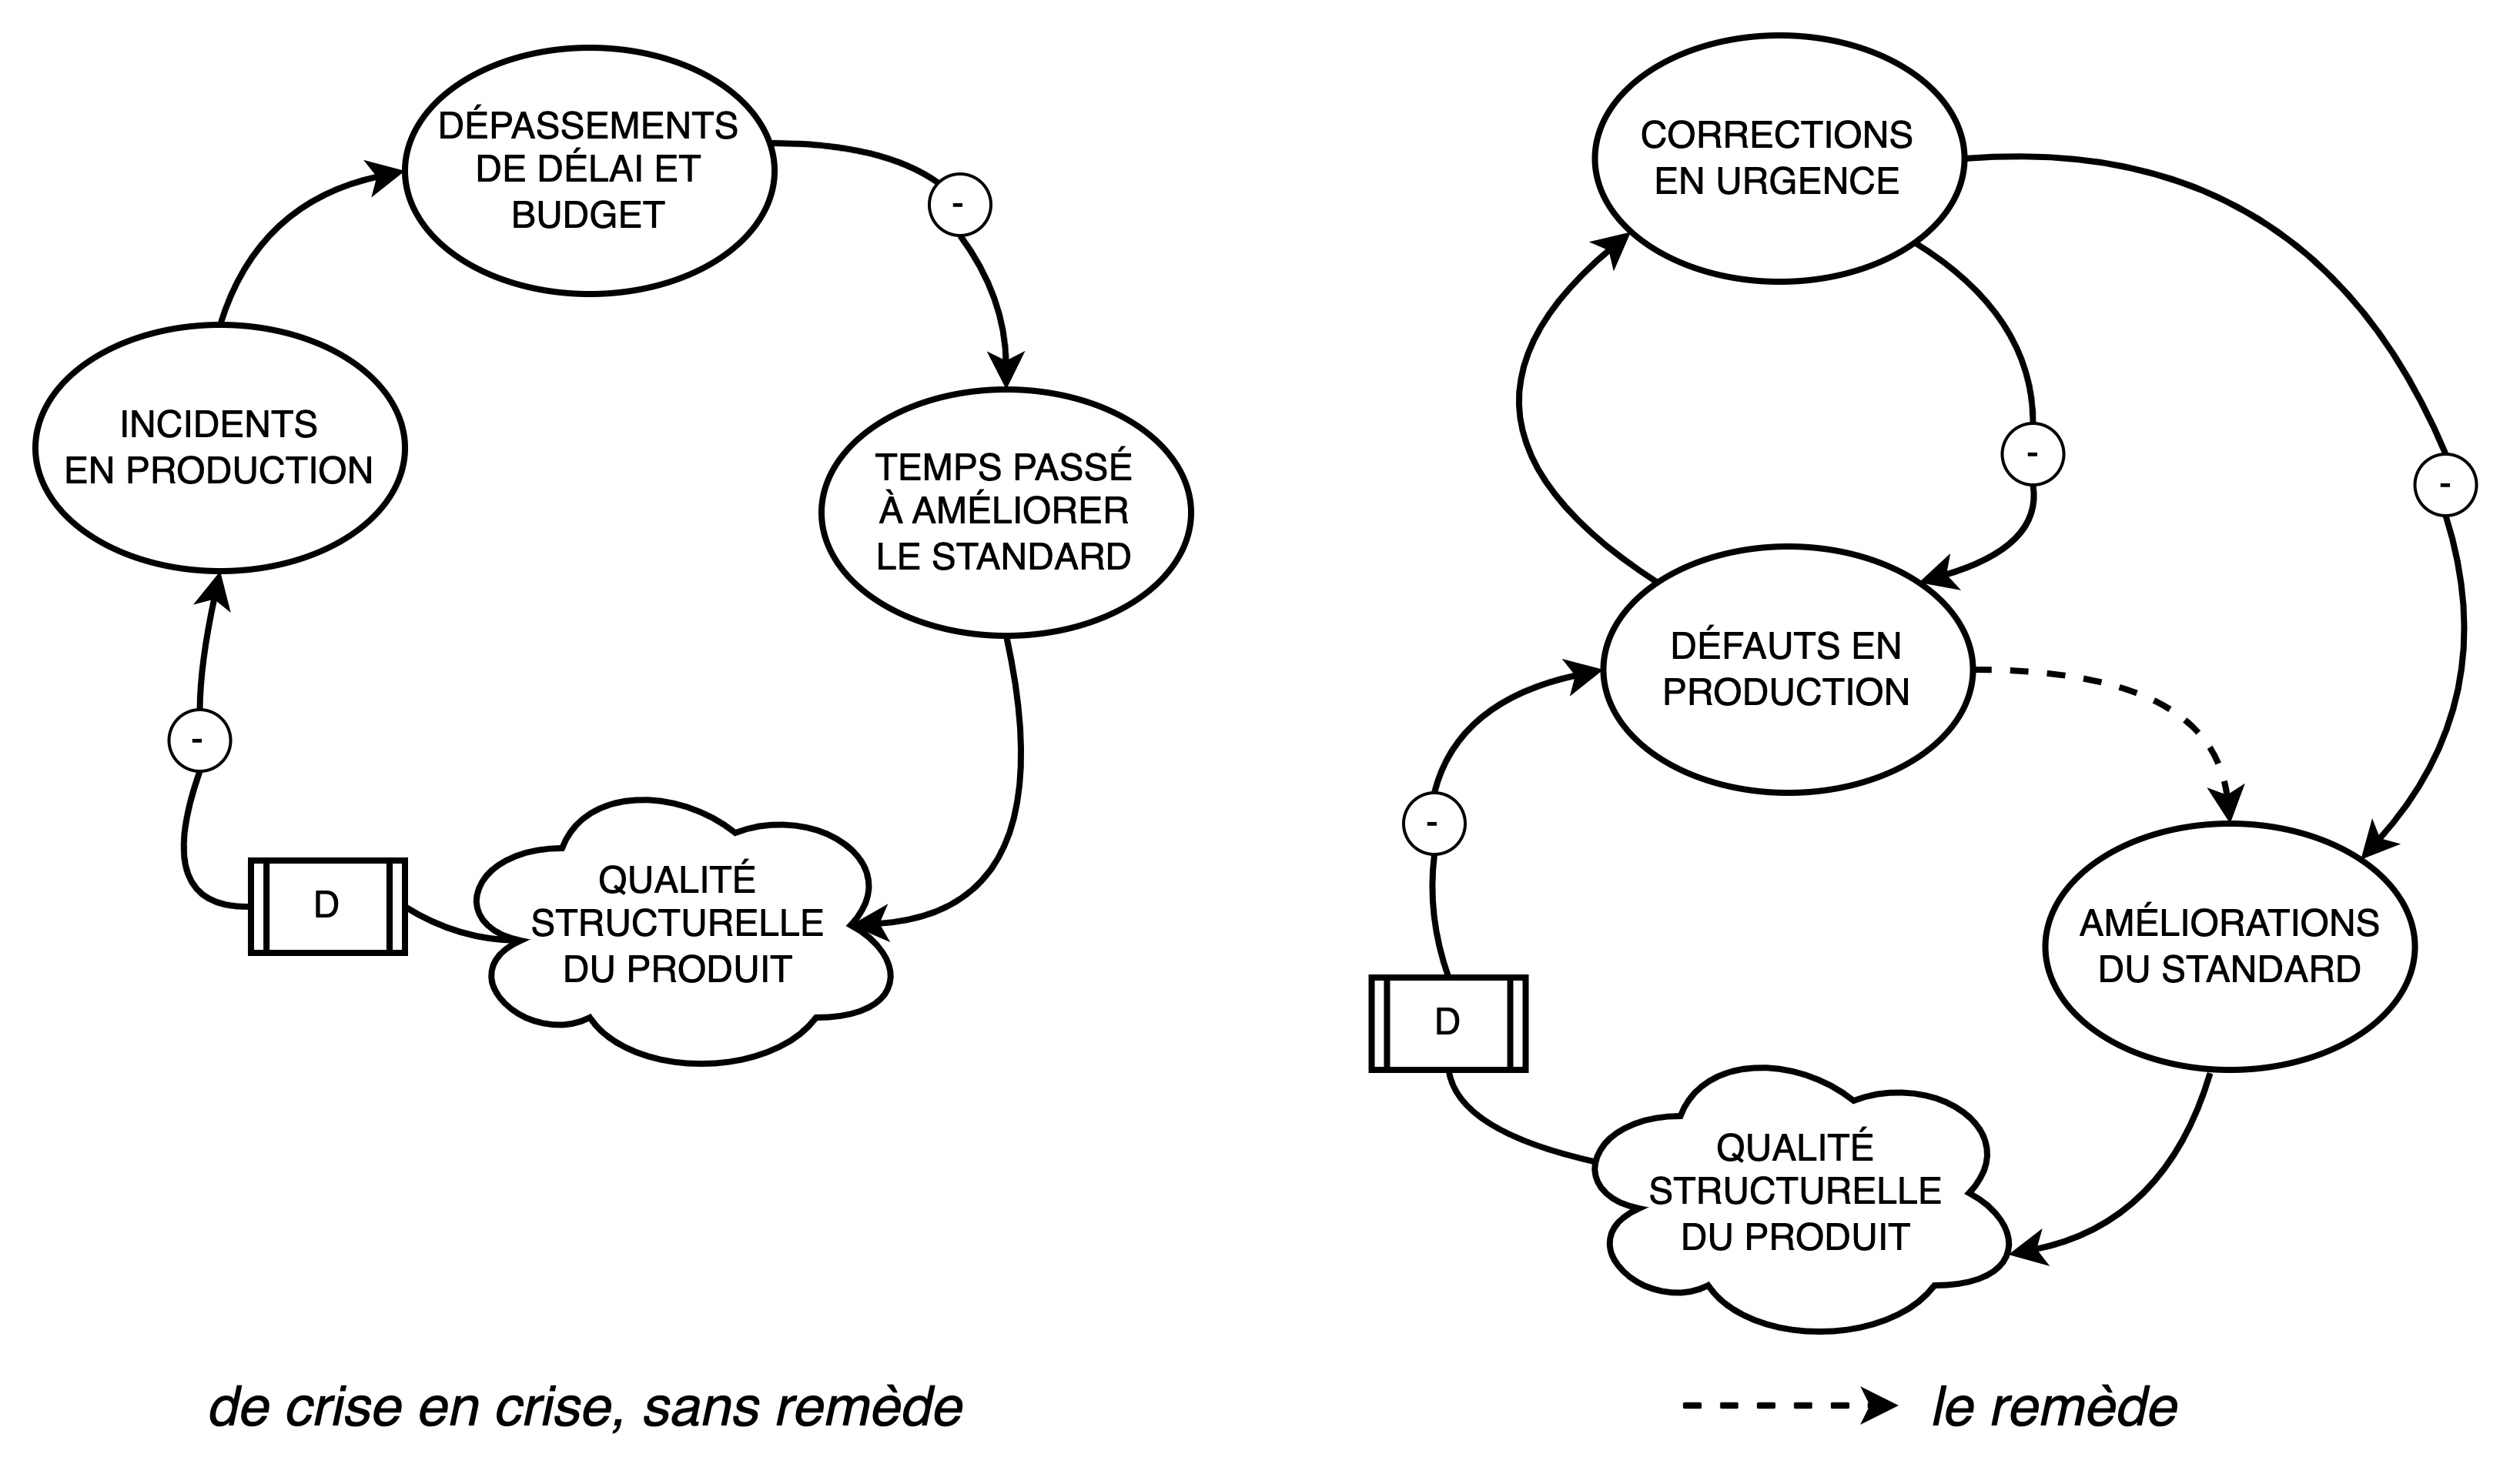 DÉPASSEMENTS
DE DÉLAI ET
BUDGET
-
INCIDENTS
EN PRODUCTION
TEMPS PASSÉ
À AMÉLIORER
LE STANDARD
-
D
QUALITÉ
STRUCTURELLE
DU PRODUIT
de crise en crise, sans remède
CORRECTIONS
EN URGENCE
-
-
DÉFAUTS EN
PRODUCTION
-
AMÉLIORATIONS
DU STANDARD
D
QUALITÉ
STRUCTURELLE
DU PRODUIT
le remède